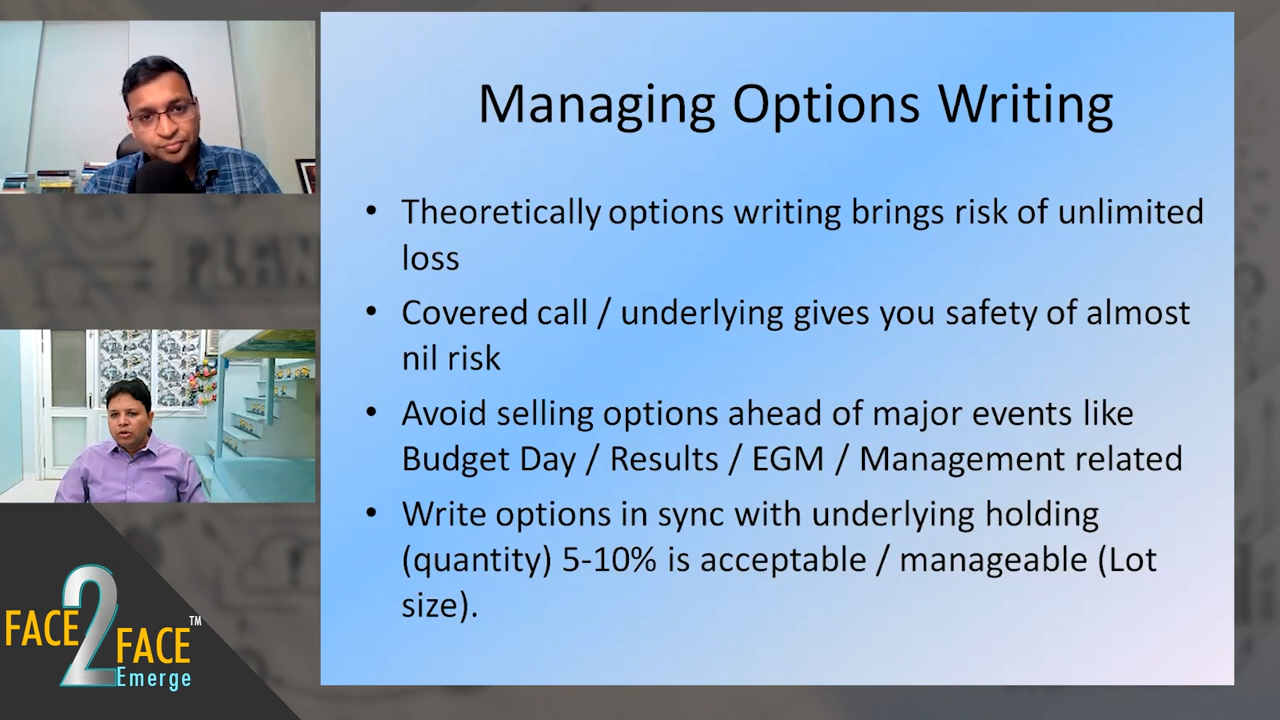 Managing Options Writing
• Theoretically options writing brings risk of unlimited
loss
• Covered call / underlying gives you safety of almost
nil risk
• Avoid selling options ahead of major events like
Budget Day / Results / EGM / Management related
• Write options in sync with underlying holding
(quantity) 5-10% is acceptable / manageable (Lot
size).
PLAN
FACE 2 FACE™
Emerge